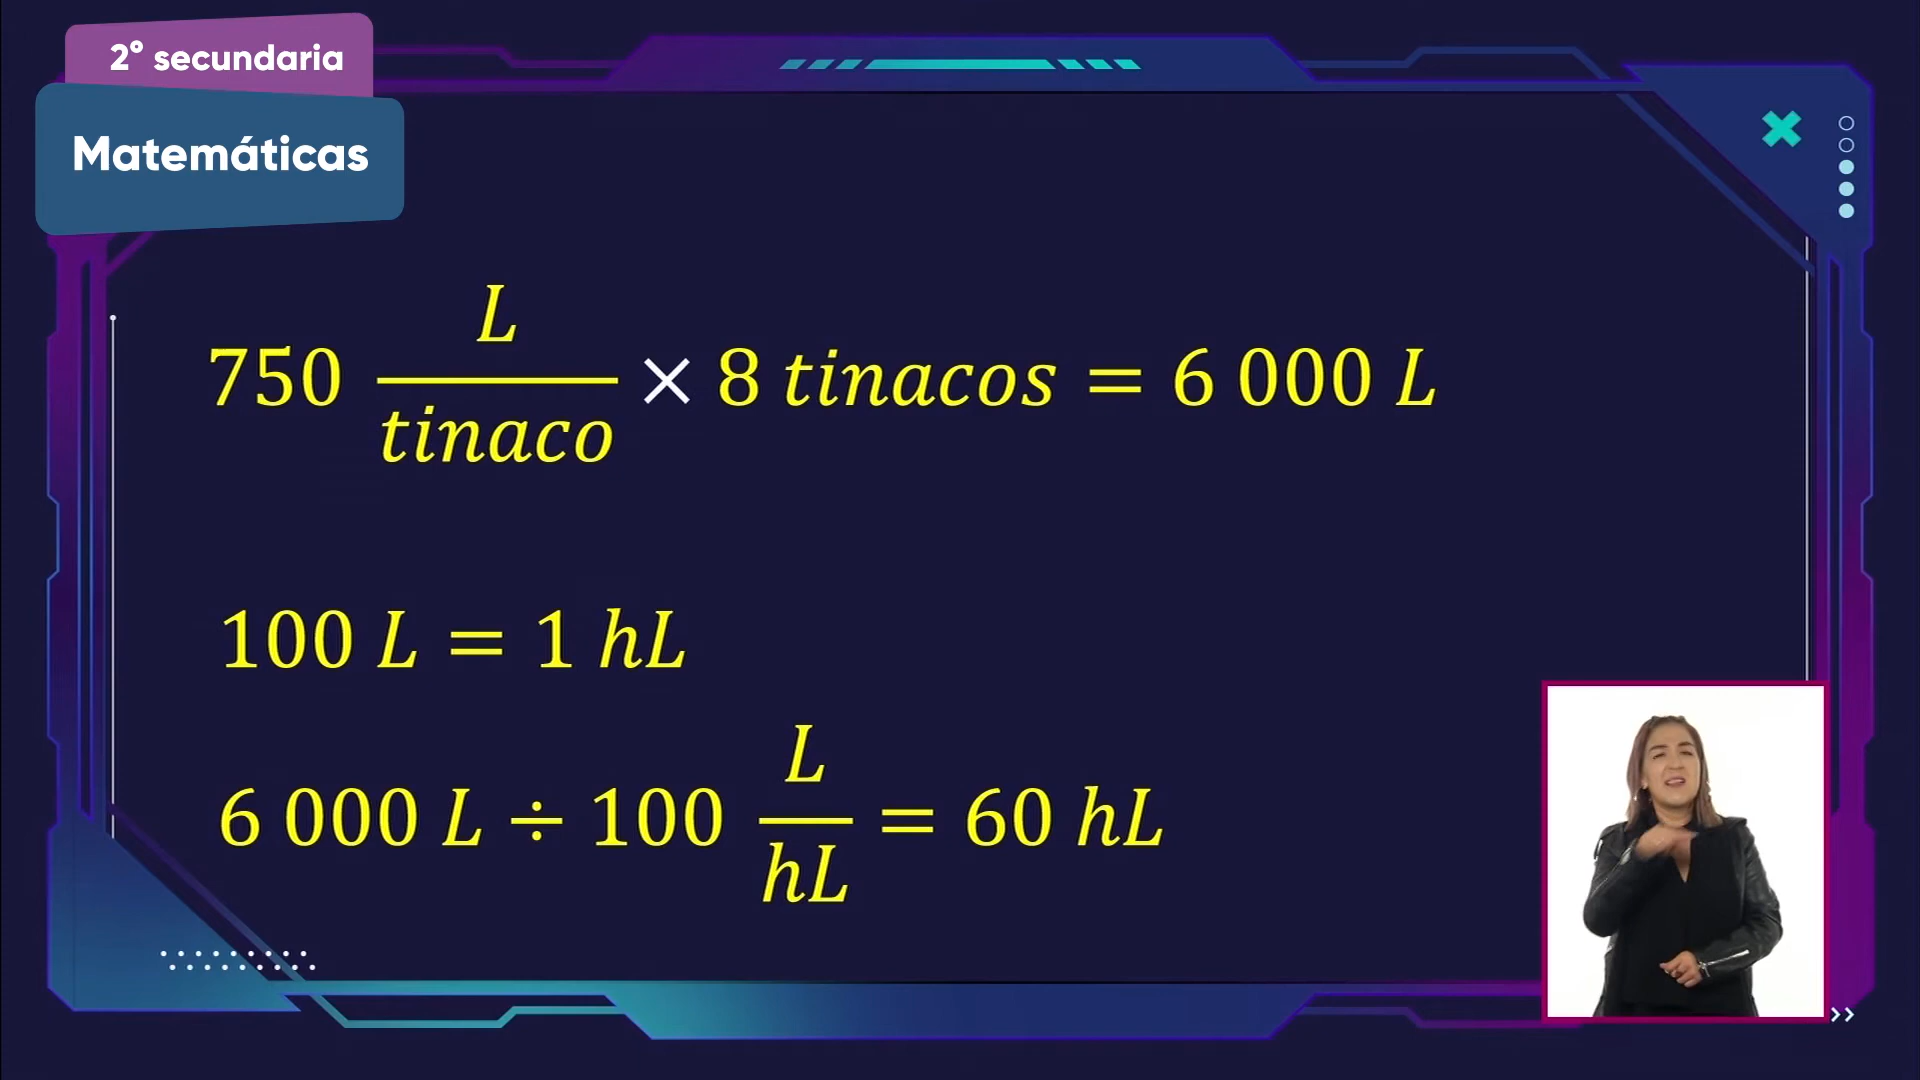 2° secundaria
Matemáticas
750 L/tinaco × 8 tinacos = 6 000 L
100 L = 1 hL
6 000 L ÷ 100 L/hL = 60 hL